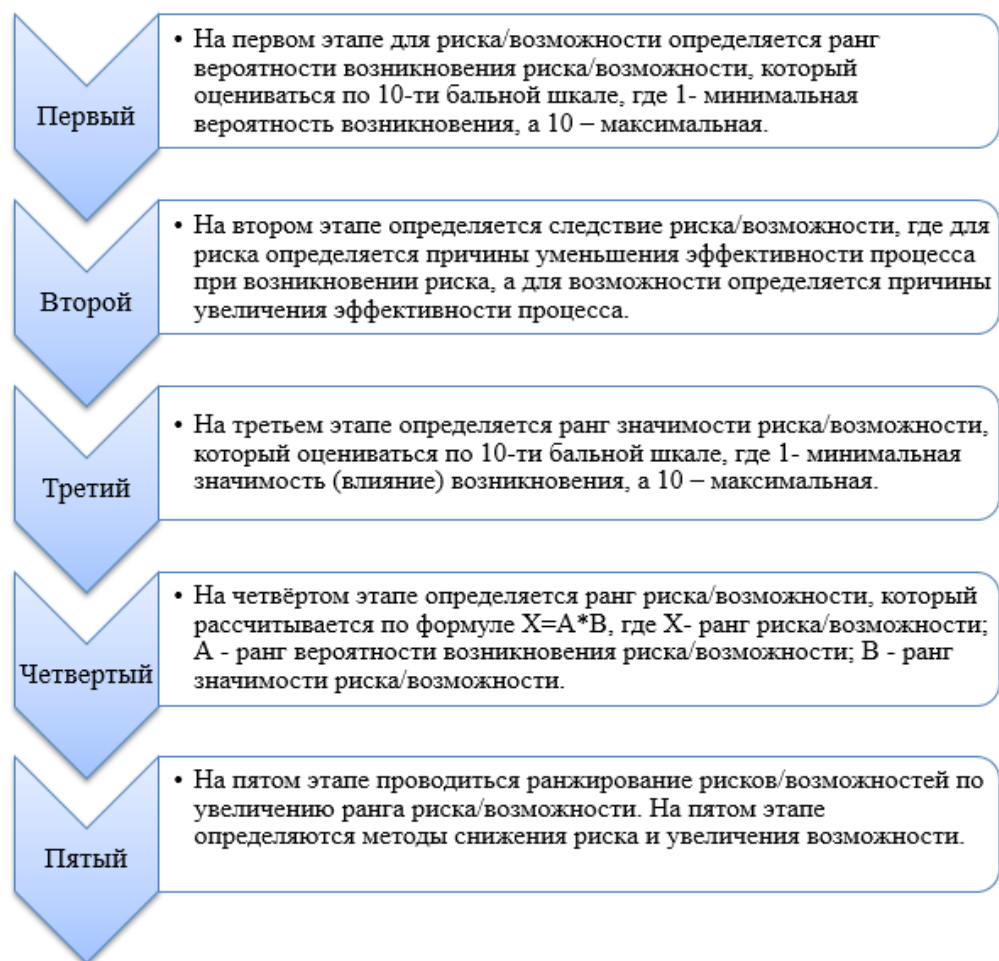 Первый
• На первом этапе для риска/возможности определяется ранг
вероятности возникновения риска/возможности, который
оцениваться по 10-ти бальной шкале, где 1- минимальная
вероятность возникновения, а 10 – максимальная.
Второй
• На втором этапе определяется следствие риска/возможности, где для
риска определяется причины уменьшения эффективности процесса
при возникновении риска, а для возможности определяется причины
увеличения эффективности процесса.
Третий
• На третьем этапе определяется ранг значимости риска/возможности,
который оцениваться по 10-ти бальной шкале, где 1- минимальная
значимость (влияние) возникновения, а 10 – максимальная.
Четвертый
• На четвёртом этапе определяется ранг риска/возможности, который
рассчитывается по формуле X=A*B, где X- ранг риска/возможности;
A - ранг вероятности возникновения риска/возможности; B - ранг
значимости риска/возможности.
Пятый
• На пятом этапе проводиться ранжирование рисков/возможностей по
увеличению ранга риска/возможности. На пятом этапе
определяются методы снижения риска и увеличения возможности.